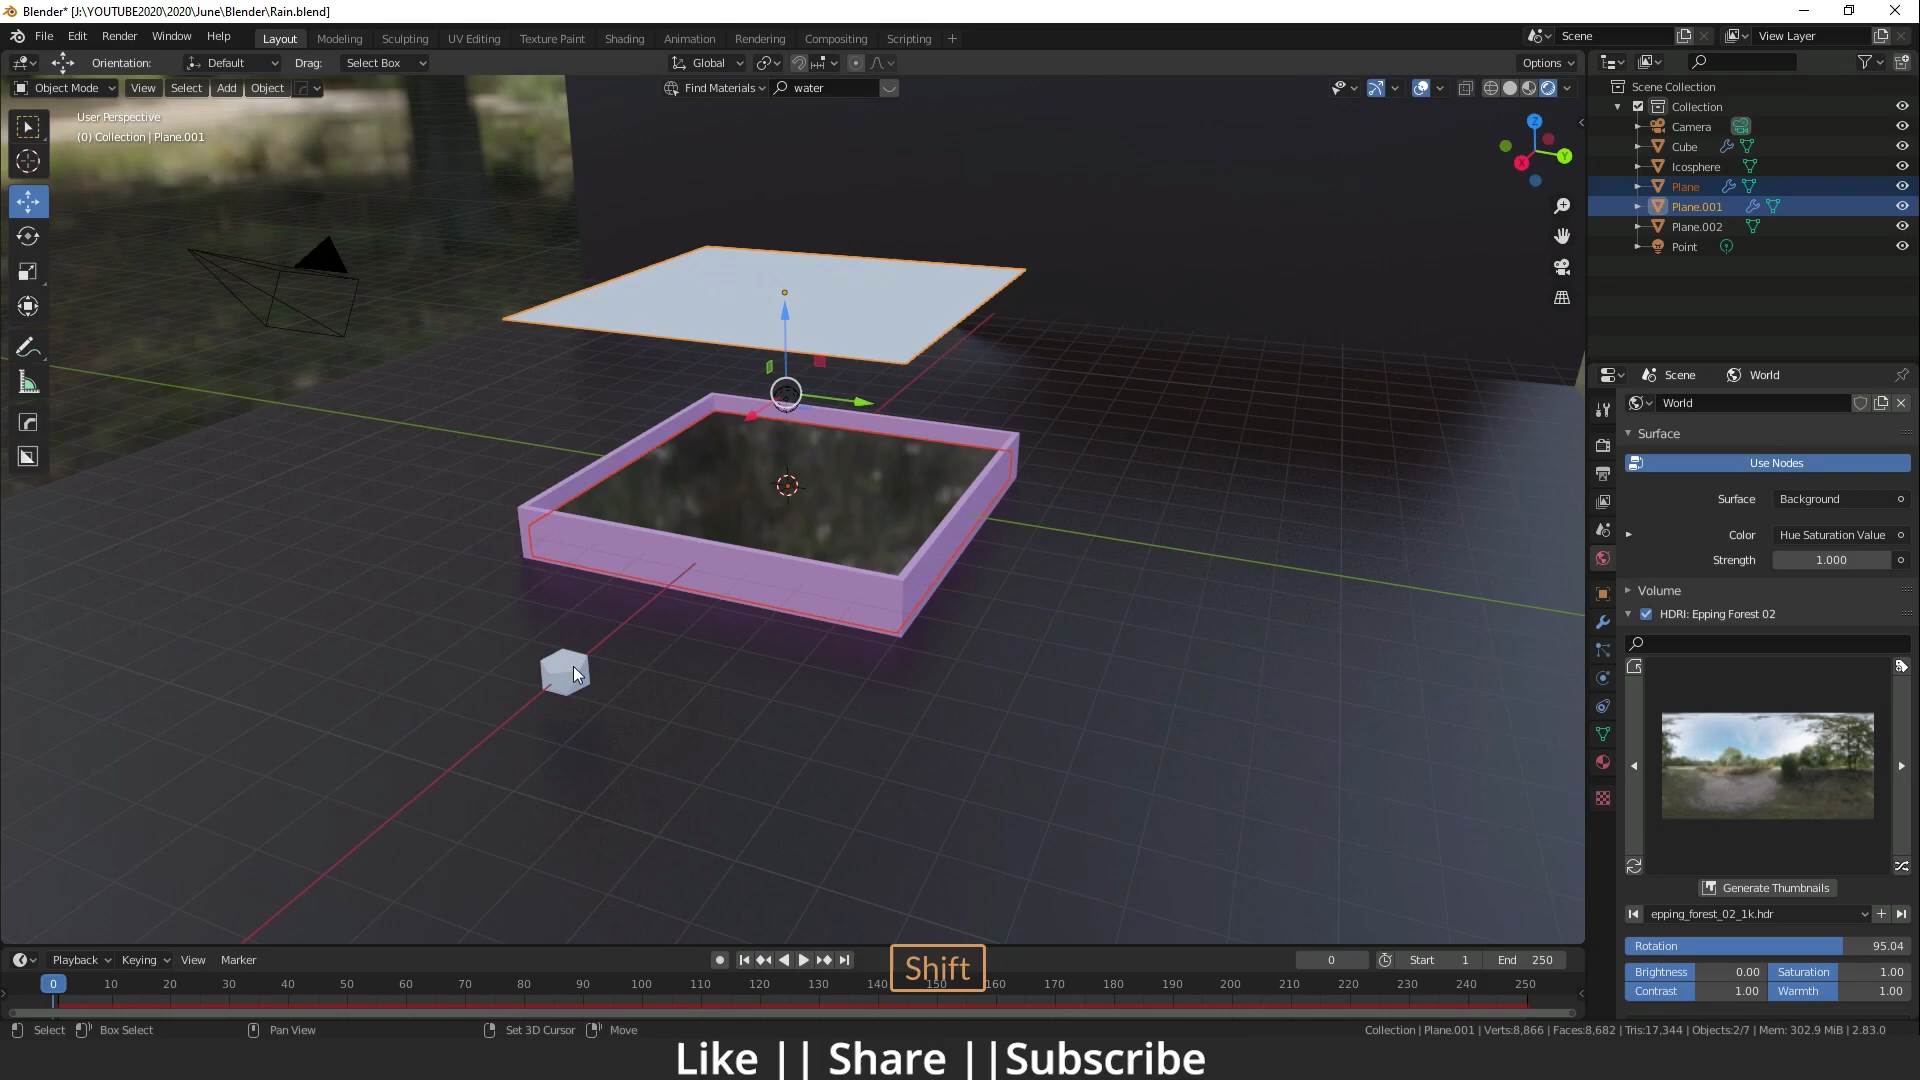 Blender* [J:\YOUTUBE2020\2020\June\Blender\Rain.blend]
File Edit Render Window Help Layout Modeling Sculpting UV Editing Texture Paint Shading Animation Rendering Compositing Scripting + Scene View Layer
Orientation: Default Drag: Select Box Global Options
Object Mode View Select Add Object Find Materials water
User Perspective
(0) Collection | Plane.001
Z
Y
X
Scene Collection
Collection
Camera
Cube
Icosphere
Plane
Plane.001
Plane.002
Point
Scene World
World
Surface
Use Nodes
Surface Background
Color Hue Saturation Value
Strength 1.000
Volume
HDRI: Epping Forest 02
Generate Thumbnails
epping_forest_02_1k.hdr
Rotation 95.04
Brightness 0.00 Saturation 1.00
Contrast 1.00 Warmth 1.00
Playback Keying View Marker 0 Start 1 End 250
Shift
0 10 20 30 40 50 60 70 80 90 100 110 120 130 140 150 160 170 180 190 200 210 220 230 240 250
Select Box Select Pan View Set 3D Cursor Move Collection | Plane.001 | Verts:8,866 | Faces:8,682 | Tris:17,344 | Objects:2/7 | Mem: 302.9 MiB | 2.83.0
Like || Share ||Subscribe